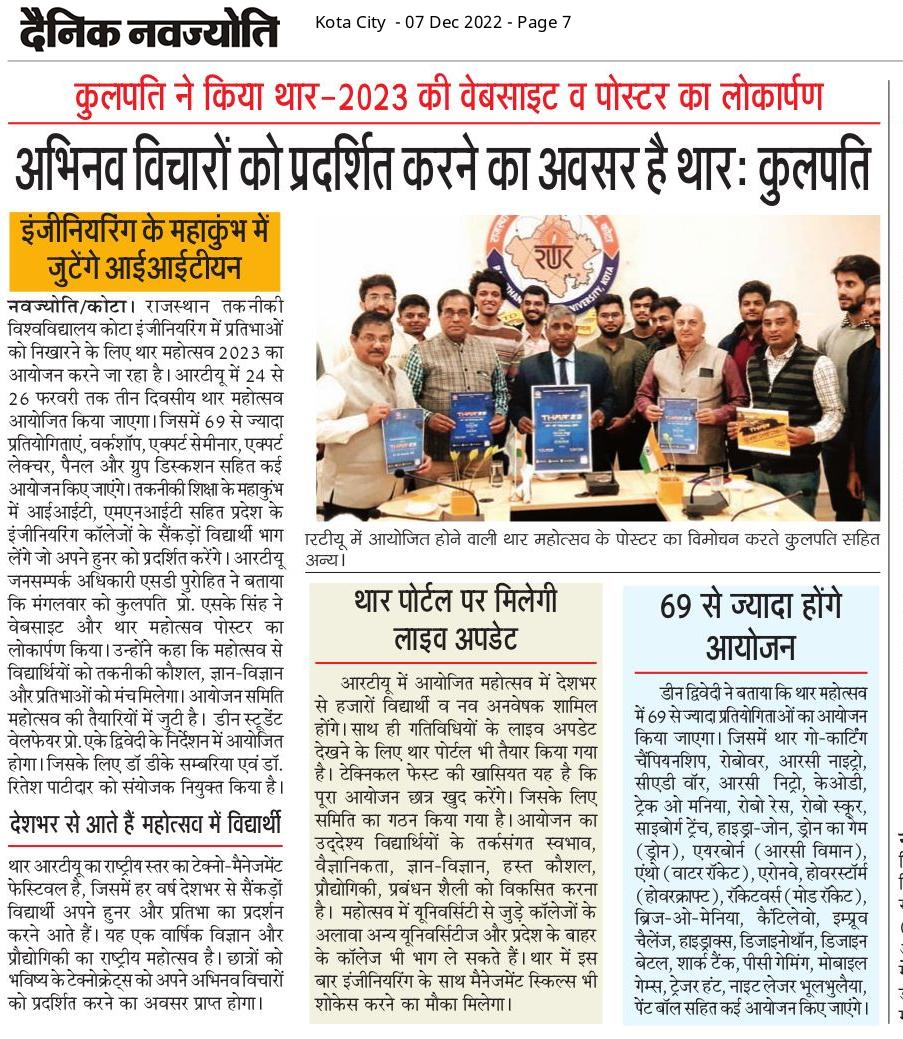 दैनिक नवज्योति
Kota City - 07 Dec 2022 - Page 7
कुलपति ने किया थार-2023 की वेबसाइट व पोस्टर का लोकार्पण
अभिनव विचारों को प्रदर्शित करने का अवसर है थार: कुलपति
इंजीनियरिंग के महाकुंभ में
जुटेंगे आईआईटीयन
नवज्योति/कोटा। राजस्थान तकनीकी
विश्वविद्यालय कोटा इंजीनियरिंग में प्रतिभाओं
को निखारने के लिए थार महोत्सव 2023 का
आयोजन करने जा रहा है। आरटीयू में 24 से
26 फरवरी तक तीन दिवसीय थार महोत्सव
आयोजित किया जाएगा। जिसमें 69 से ज्यादा
प्रतियोगिताएं, वर्कशॉप, एक्पर्ट सेमीनार, एक्पर्ट
लेक्चर, पैनल और ग्रुप डिस्कशन सहित कई
आयोजन किए जाएंगे। तकनीकी शिक्षा के महाकुंभ
में आईआईटी, एमएनआईटी सहित प्रदेश के
इंजीनियरिंग कॉलेजों के सैंकड़ों विद्यार्थी भाग
लेंगे जो अपने हुनर को प्रदर्शित करेंगे। आरटीयू
जनसम्पर्क अधिकारी एसडी पुरोहित ने बताया
कि मंगलवार को कुलपति प्रो. एसके सिंह ने
वेबसाइट और थार महोत्सव पोस्टर का
लोकार्पण किया। उन्होंने कहा कि महोत्सव से
विद्यार्थियों को तकनीकी कौशल, ज्ञान-विज्ञान
और प्रतिभाओं को मंच मिलेगा। आयोजन समिति
महोत्सव की तैयारियों में जुटी है। डीन स्टूडेंट
वेलफेयर प्रो. एके द्विवेदी के निर्देशन में आयोजित
होगा। जिसके लिए डॉ डीके सम्बरिया एवं डॉ.
रितेश पाटीदार को संयोजक नियुक्त किया है।
देशभर से आते हैं महोत्सव में विद्यार्थी
थार आरटीयू का राष्ट्रीय स्तर का टेक्नो-मैनेजमेंट
फेस्टिवल है, जिसमें हर वर्ष देशभर से सैंकड़ों
विद्यार्थी अपने हुनर और प्रतिभा का प्रदर्शन
करने आते हैं। यह एक वार्षिक विज्ञान और
प्रौद्योगिकी का राष्ट्रीय महोत्सव है। छात्रों को
भविष्य के टेक्नोक्रेट्स को अपने अभिनव विचारों
को प्रदर्शित करने का अवसर प्राप्त होगा।
THAR'23
THAR'23
THAR'23
रटीयू में आयोजित होने वाली थार महोत्सव के पोस्टर का विमोचन करते कुलपति सहित
अन्य।
थार पोर्टल पर मिलेगी
लाइव अपडेट
आरटीयू में आयोजित महोत्सव में देशभर
से हजारों विद्यार्थी व नव अनवेषक शामिल
होंगे। साथ ही गतिविधियों के लाइव अपडेट
देखने के लिए थार पोर्टल भी तैयार किया गया
है। टेक्निकल फेस्ट की खासियत यह है कि
पूरा आयोजन छात्र खुद करेंगे। जिसके लिए
समिति का गठन किया गया है। आयोजन का
उद्देश्य विद्यार्थियों के तर्कसंगत स्वभाव,
वैज्ञानिकता, ज्ञान-विज्ञान, हस्त कौशल,
प्रौद्योगिकी, प्रबंधन शैली को विकसित करना
है। महोत्सव में यूनिवर्सिटी से जुड़े कॉलेजों के
अलावा अन्य यूनिवर्सिटीज और प्रदेश के बाहर
के कॉलेज भी भाग ले सकते हैं। थार में इस
बार इंजीनियरिंग के साथ मैनेजमेंट स्किल्स भी
शोकेस करने का मौका मिलेगा।
69 से ज्यादा होंगे
आयोजन
डीन द्विवेदी ने बताया कि थार महोत्सव
में 69 से ज्यादा प्रतियोगिताओं का आयोजन
किया जाएगा। जिसमें थार गो-कार्टिंग
चैंपियनशिप, रोबोवर, आरसी नाइट्रो,
सीएडी वॉर, आरसी निट्रो, केओडी,
ट्रेक ओ मनिया, रोबो रेस, रोबो स्कूर,
साइबोर्ग ट्रेंच, हाइड्रा-जोन, ड्रोन का गेम
(ड्रोन), एयरबोर्न (आरसी विमान),
एंथो (वाटर रॉकेट), एरोनवे, होवरस्टॉर्म
(होवरक्राफ्ट), रॉकेटवर्स (मोड रॉकेट),
ब्रिज-ओ-मेनिया, कैंटिलेवो, इम्प्रूव
चैलेंज, हाइड्राक्स, डिजाइनोथॉन, डिजाइन
बेटल, शार्क टैंक, पीसी गेमिंग, मोबाइल
गेम्स, ट्रेजर हंट, नाइट लेजर भूलभुलैया,
पेंट बॉल सहित कई आयोजन किए जाएंगे।